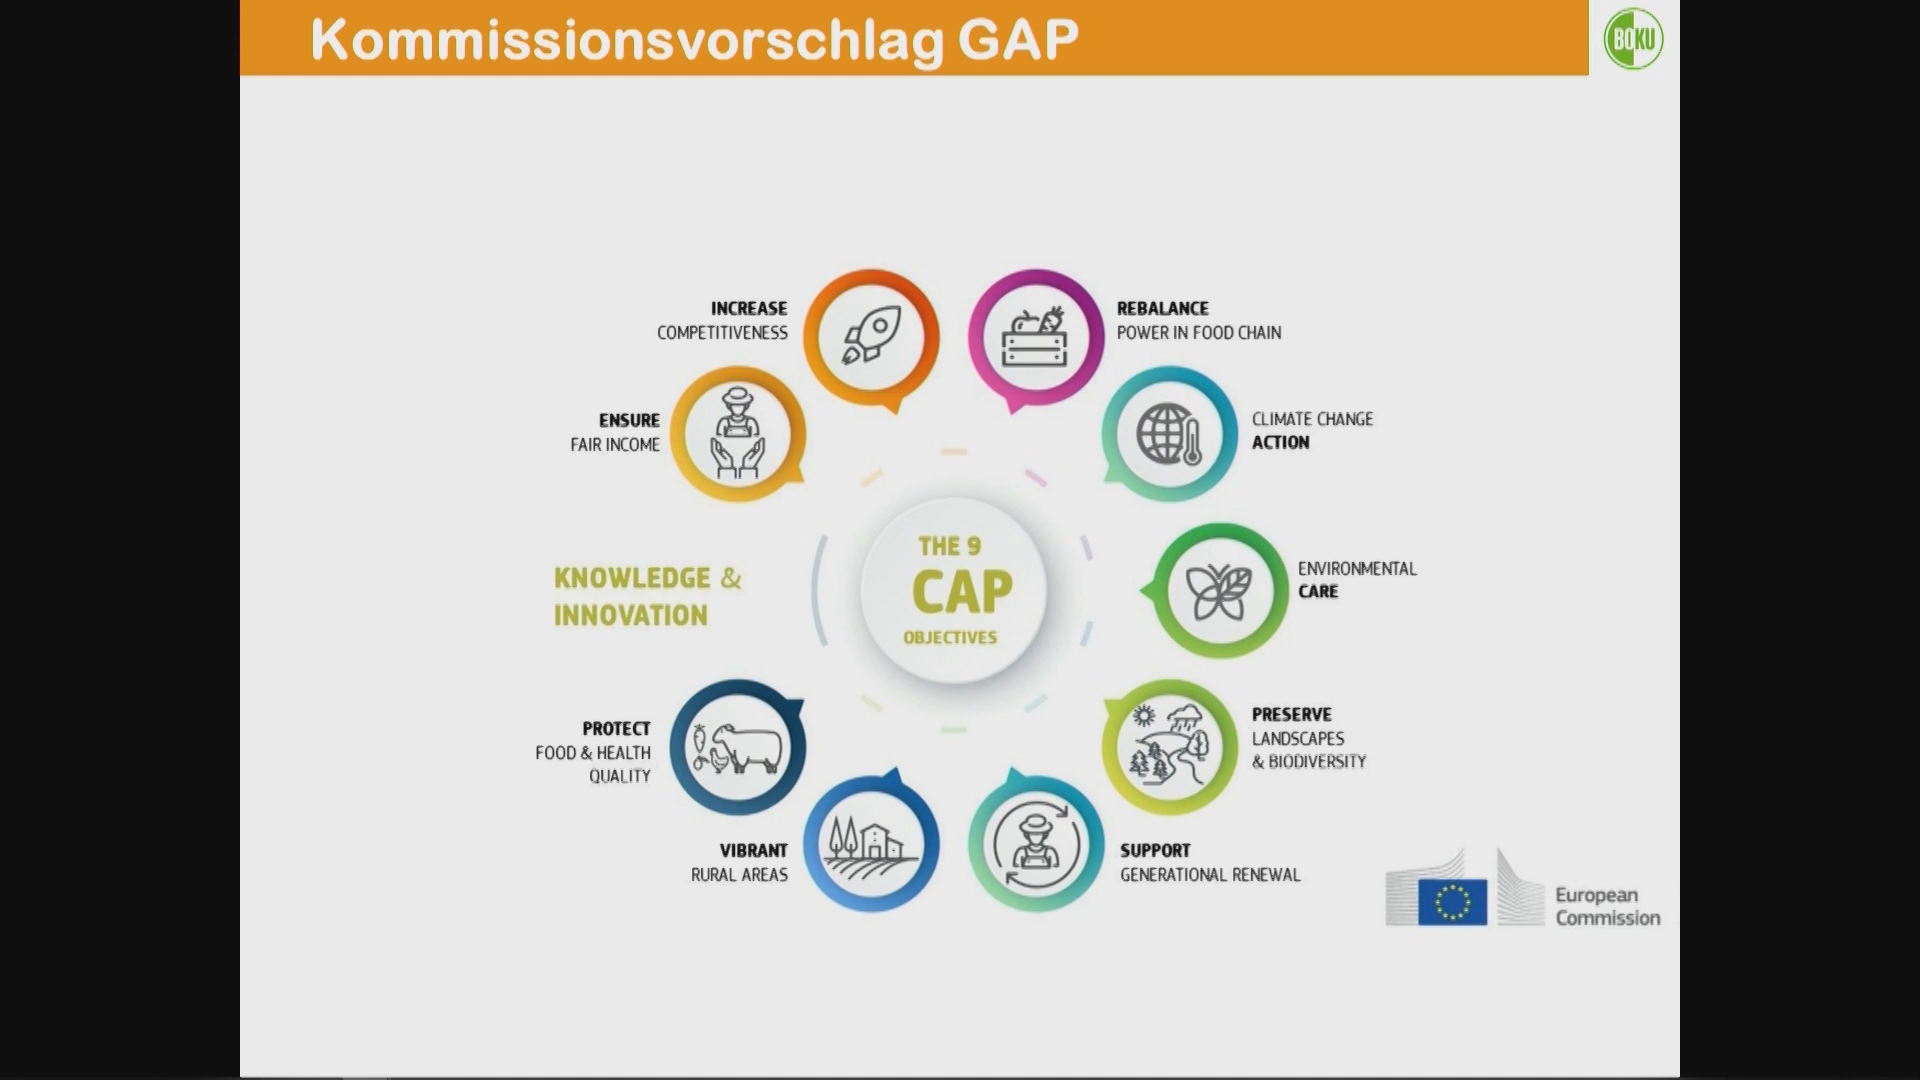 Kommissionsvorschlag GAP
BOKU
INCREASE
COMPETITIVENESS
REBALANCE
POWER IN FOOD CHAIN
ENSURE
FAIR INCOME
CLIMATE CHANGE
ACTION
KNOWLEDGE &
INNOVATION
THE 9
CAP
OBJECTIVES
ENVIRONMENTAL
CARE
PROTECT
FOOD & HEALTH
QUALITY
PRESERVE
LANDSCAPES
& BIODIVERSITY
VIBRANT
RURAL AREAS
SUPPORT
GENERATIONAL RENEWAL
European
Commission